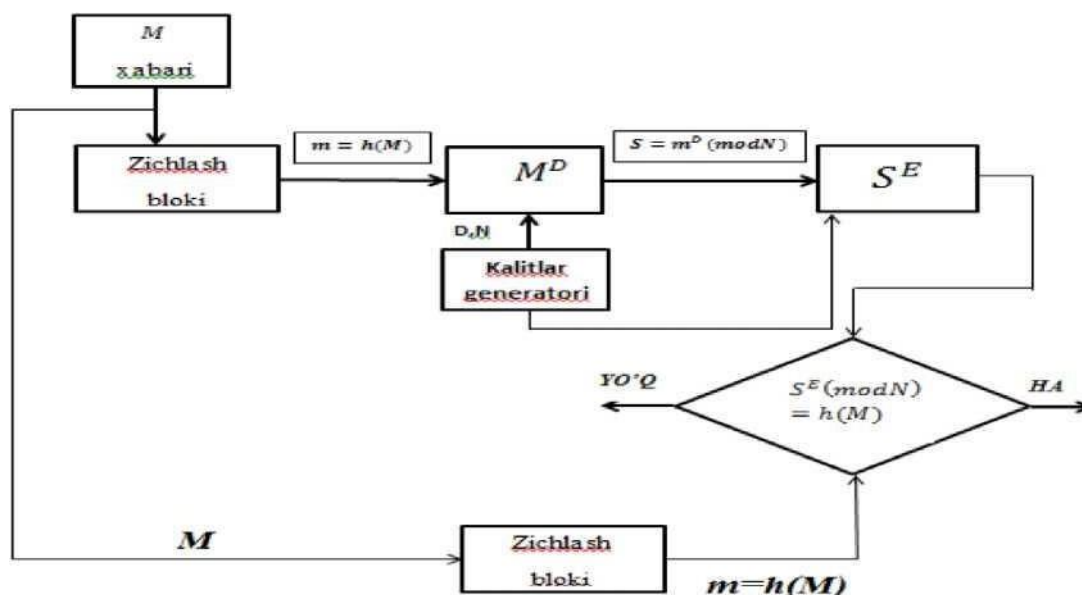 M
xabari
m = h(M)
S = m^D (modN)
Zichlash
bloki
M^D
S^E
D,N
Kalitlar
generatori
YO'Q
S^E(modN)
= h(M)
HA
M
Zichlash
bloki
m=h(M)